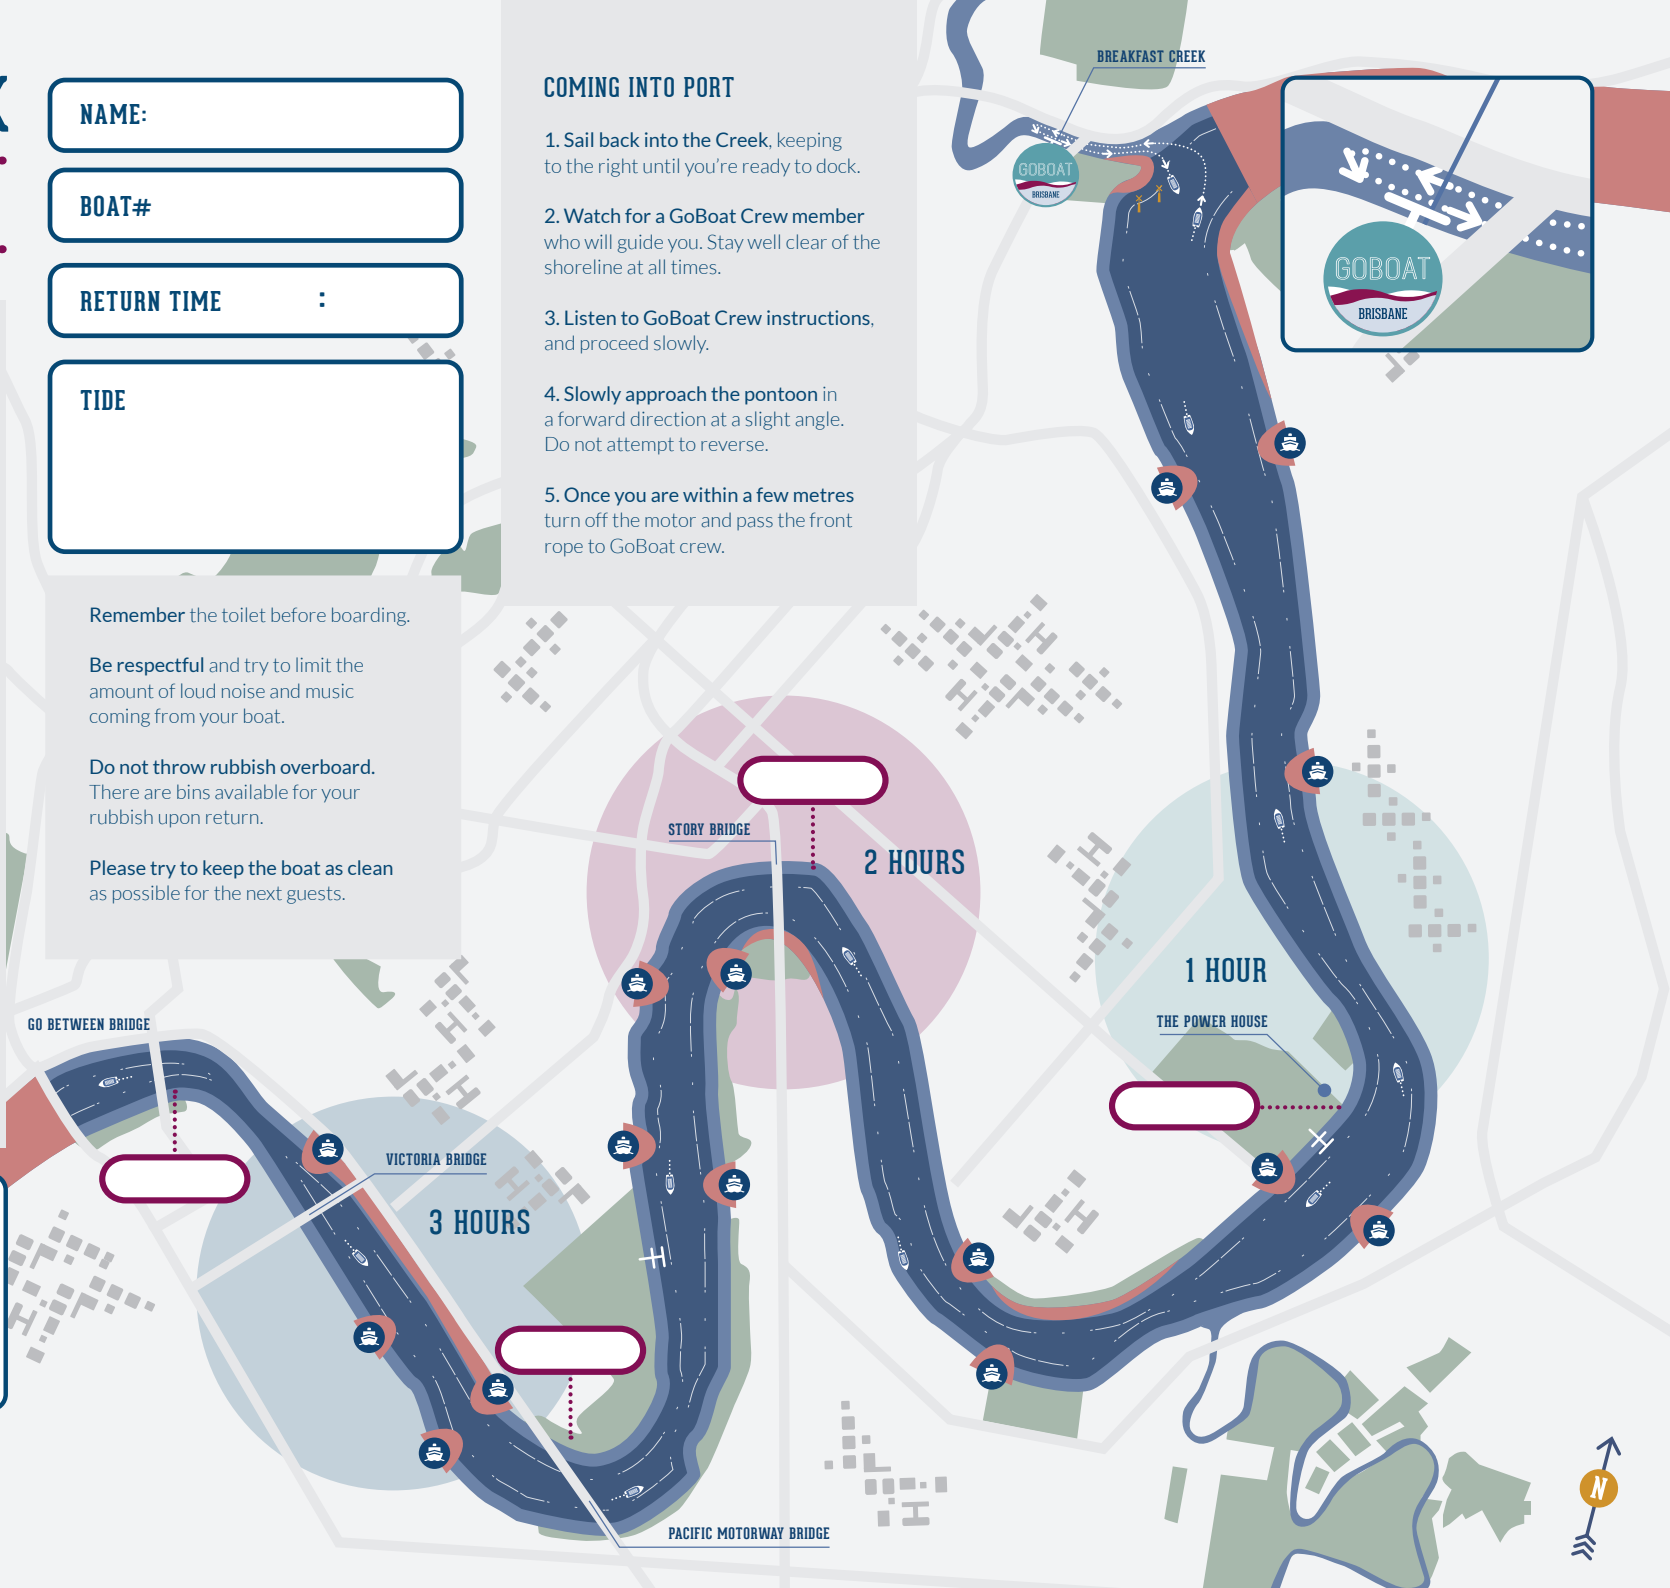 NAME:
BOAT#
RETURN TIME :
TIDE
Remember the toilet before boarding.
Be respectful and try to limit the
amount of loud noise and music
coming from your boat.
Do not throw rubbish overboard.
There are bins available for your
rubbish upon return.
Please try to keep the boat as clean
as possible for the next guests.
COMING INTO PORT
1. Sail back into the Creek, keeping
to the right until you’re ready to dock.
2. Watch for a GoBoat Crew member
who will guide you. Stay well clear of the
shoreline at all times.
3. Listen to GoBoat Crew instructions,
and proceed slowly.
4. Slowly approach the pontoon in
a forward direction at a slight angle.
Do not attempt to reverse.
5. Once you are within a few metres
turn off the motor and pass the front
rope to GoBoat crew.
BREAKFAST CREEK
GOBOAT
BRISBANE
GOBOAT
BRISBANE
STORY BRIDGE
2 HOURS
1 HOUR
THE POWER HOUSE
GO BETWEEN BRIDGE
VICTORIA BRIDGE
3 HOURS
PACIFIC MOTORWAY BRIDGE
N